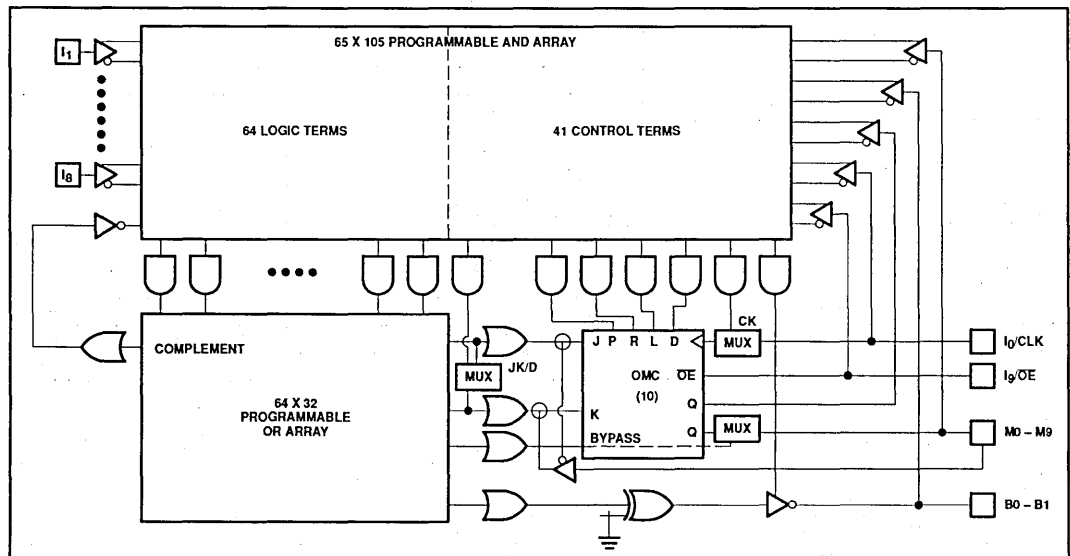 65 X 105 PROGRAMMABLE AND ARRAY
I1
64 LOGIC TERMS
41 CONTROL TERMS
I8
COMPLEMENT
64 X 32
PROGRAMMABLE
OR ARRAY
MUX
JK/D
J P R L D
OMC
(10)
OE
K
Q
BYPASS
Q
CK
MUX
MUX
I0/CLK
I9/OE
M0 – M9
B0 – B1